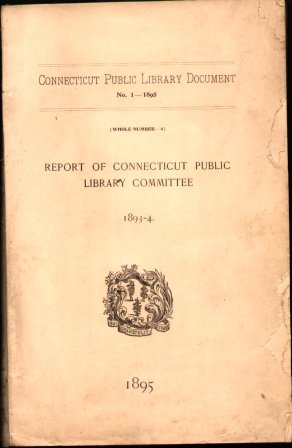 CONNECTICUT PUBLIC LIBRARY DOCUMENT
No. 1—1895
(WHOLE NUMBER—4)
REPORT OF CONNECTICUT PUBLIC
LIBRARY COMMITTEE
1893-4.
1895